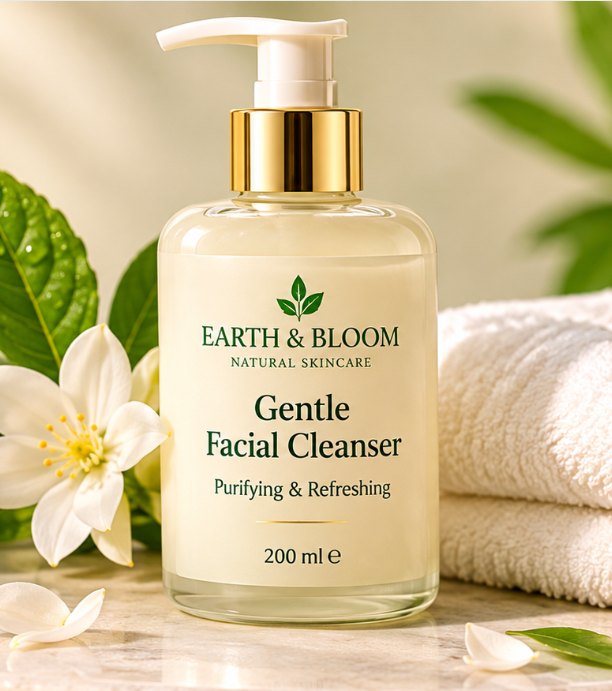 EARTH & BLOOM
NATURAL SKINCARE
Gentle
Facial Cleanser
Purifying & Refreshing
200 ml ℮